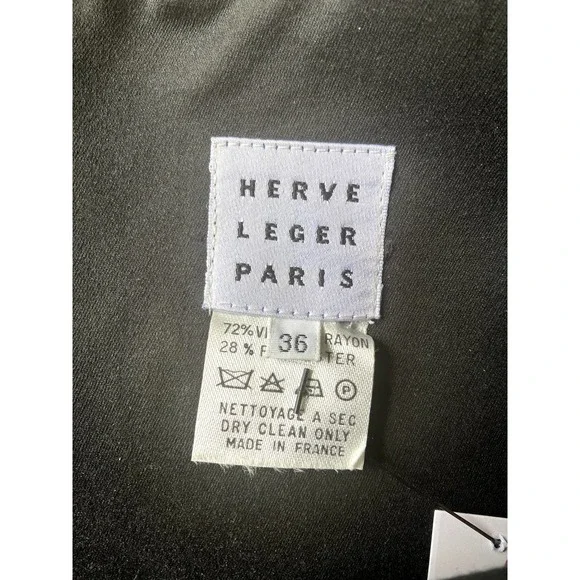 HERVE
LEGER
PARIS
36
72% RAYON
28 %
P
NETTOYAGE A SEC
DRY CLEAN ONLY
MADE IN FRANCE